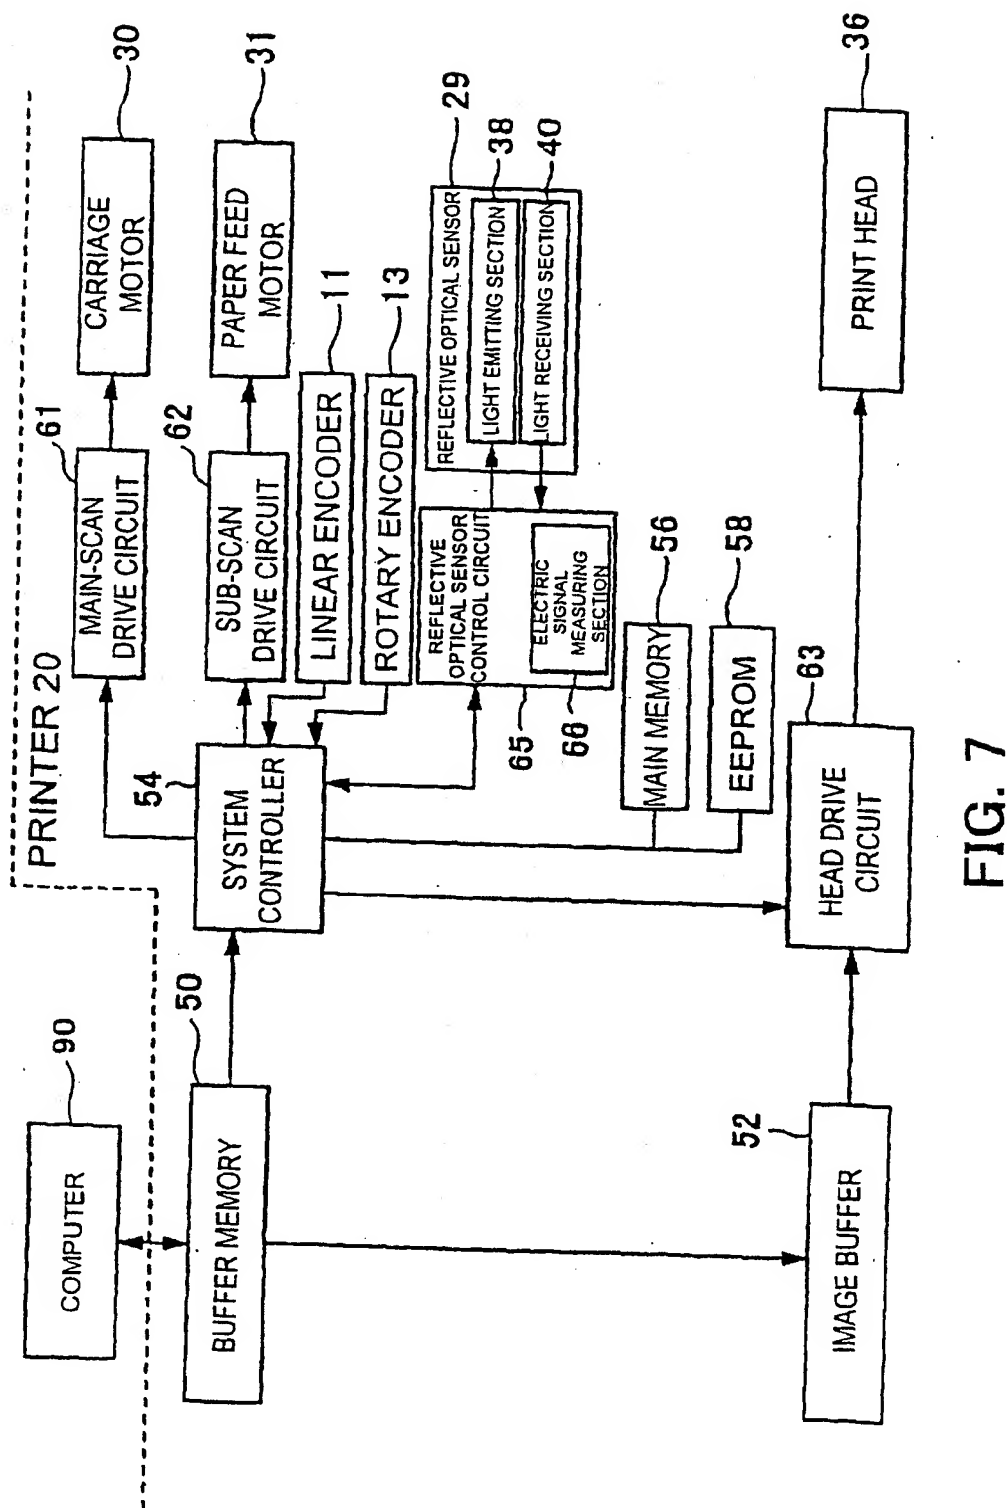 PRINTER 20
COMPUTER
90
BUFFER MEMORY
50
IMAGE BUFFER
52
SYSTEM
CONTROLLER
54
MAIN-SCAN
DRIVE CIRCUIT
61
CARRIAGE
MOTOR
30
SUB-SCAN
DRIVE CIRCUIT
62
PAPER FEED
MOTOR
31
LINEAR ENCODER
11
ROTARY ENCODER
13
REFLECTIVE
OPTICAL SENSOR
CONTROL CIRCUIT
65
ELECTRIC
SIGNAL
MEASURING
SECTION
66
REFLECTIVE OPTICAL SENSOR
29
LIGHT EMITTING SECTION
38
LIGHT RECEIVING SECTION
40
MAIN MEMORY
56
EEPROM
58
HEAD DRIVE
CIRCUIT
63
PRINT HEAD
36
FIG. 7